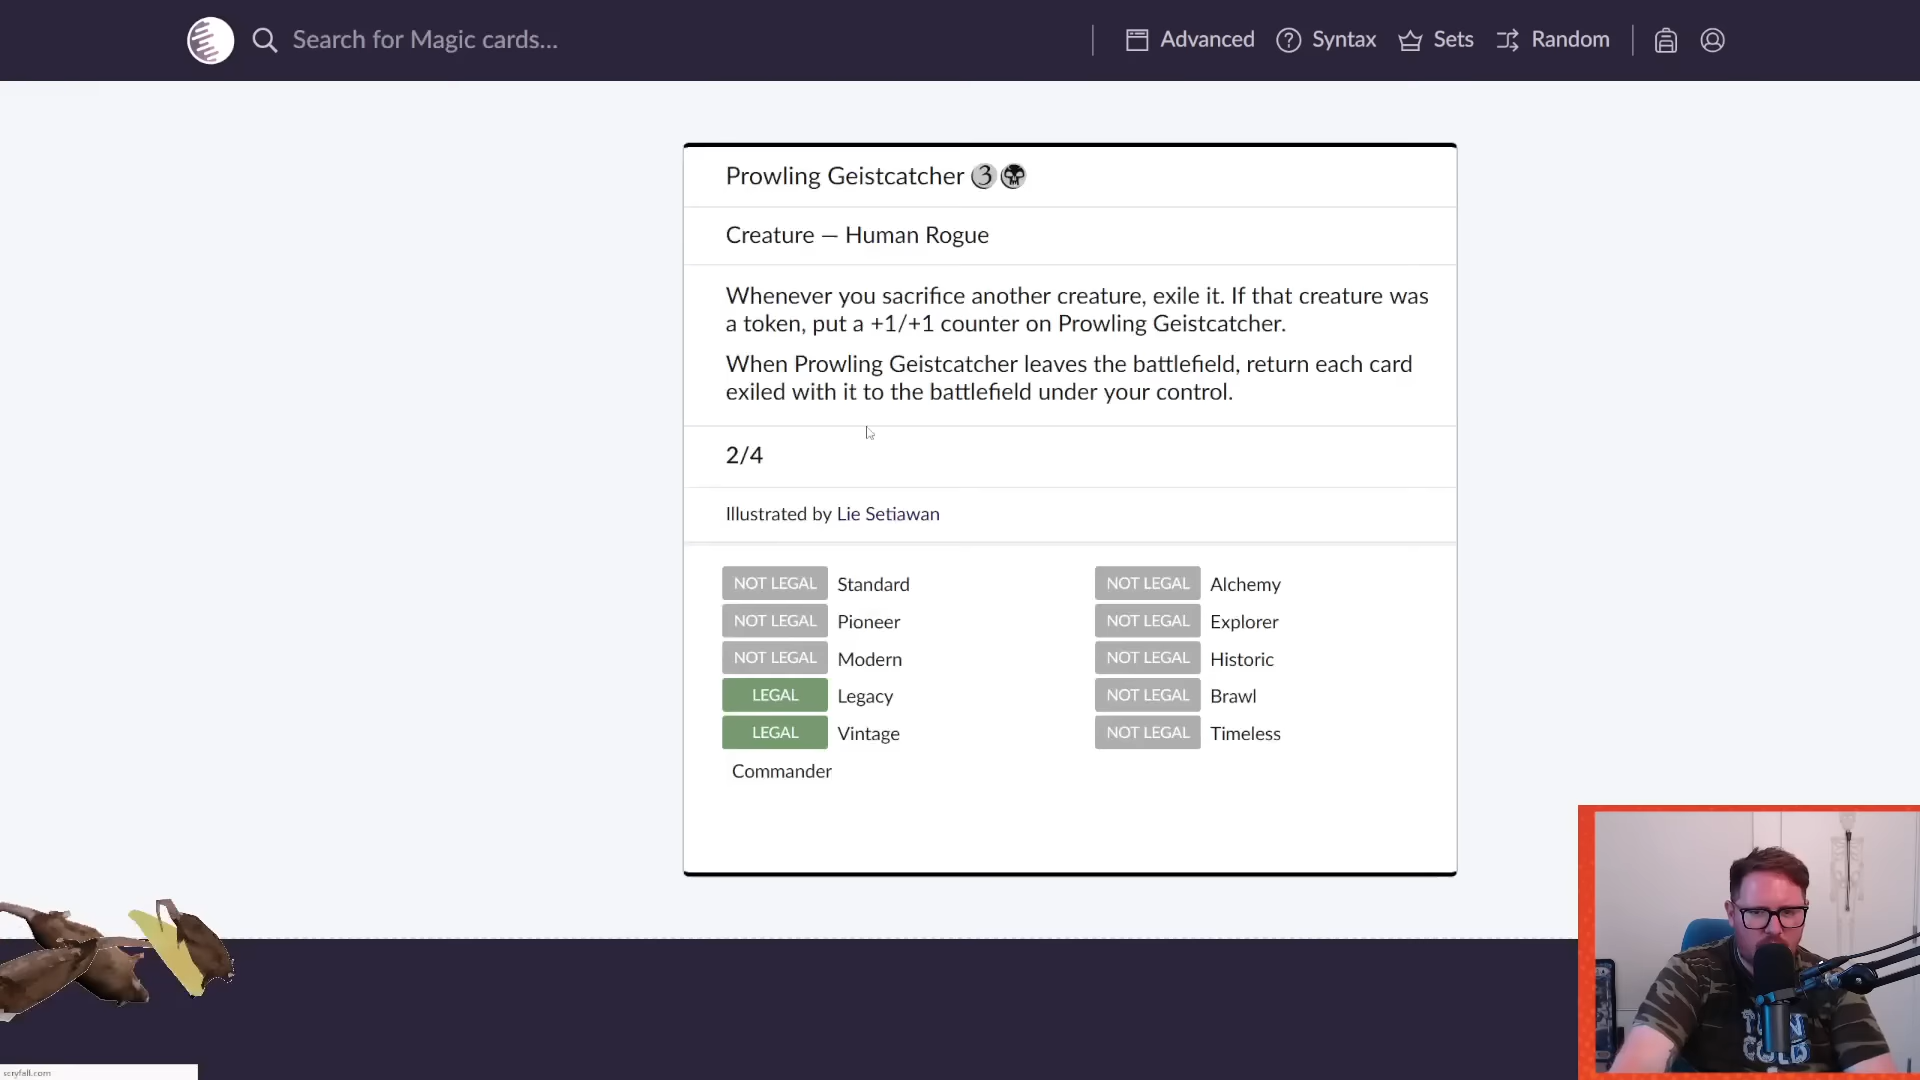 Search for Magic cards...
Advanced
Syntax
Sets
Random
Prowling Geistcatcher 3
Creature — Human Rogue
Whenever you sacrifice another creature, exile it. If that creature was
a token, put a +1/+1 counter on Prowling Geistcatcher.
When Prowling Geistcatcher leaves the battlefield, return each card
exiled with it to the battlefield under your control.
2/4
Illustrated by Lie Setiawan
NOT LEGAL Standard
NOT LEGAL Alchemy
NOT LEGAL Pioneer
NOT LEGAL Explorer
NOT LEGAL Modern
NOT LEGAL Historic
LEGAL Legacy
NOT LEGAL Brawl
LEGAL Vintage
NOT LEGAL Timeless
Commander
scryfall.com